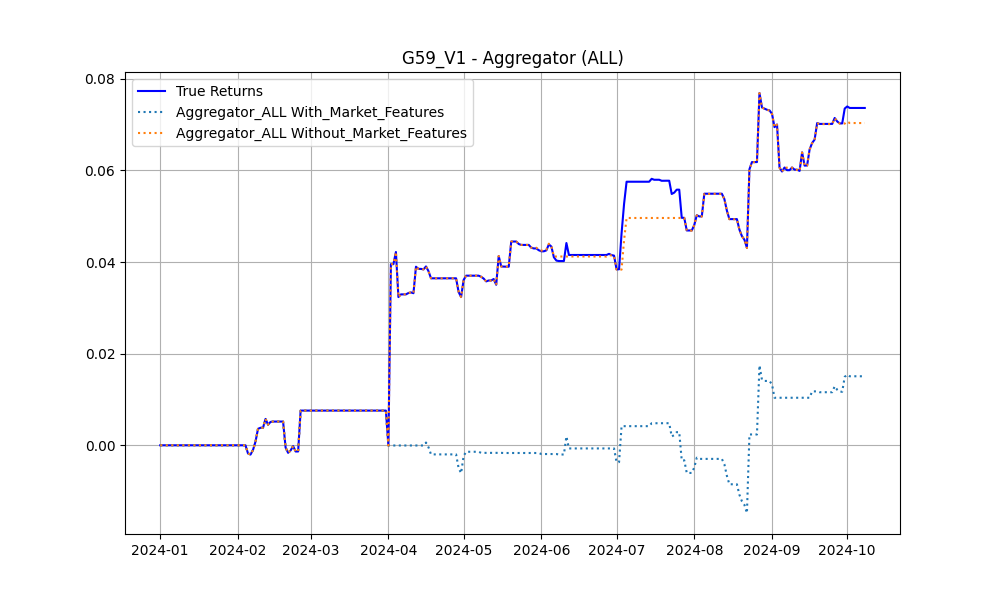 G59_V1 - Aggregator (ALL)
True Returns
Aggregator_ALL With_Market_Features
Aggregator_ALL Without_Market_Features
0.08
0.06
0.04
0.02
0.00
2024-01 2024-02 2024-03 2024-04 2024-05 2024-06 2024-07 2024-08 2024-09 2024-10